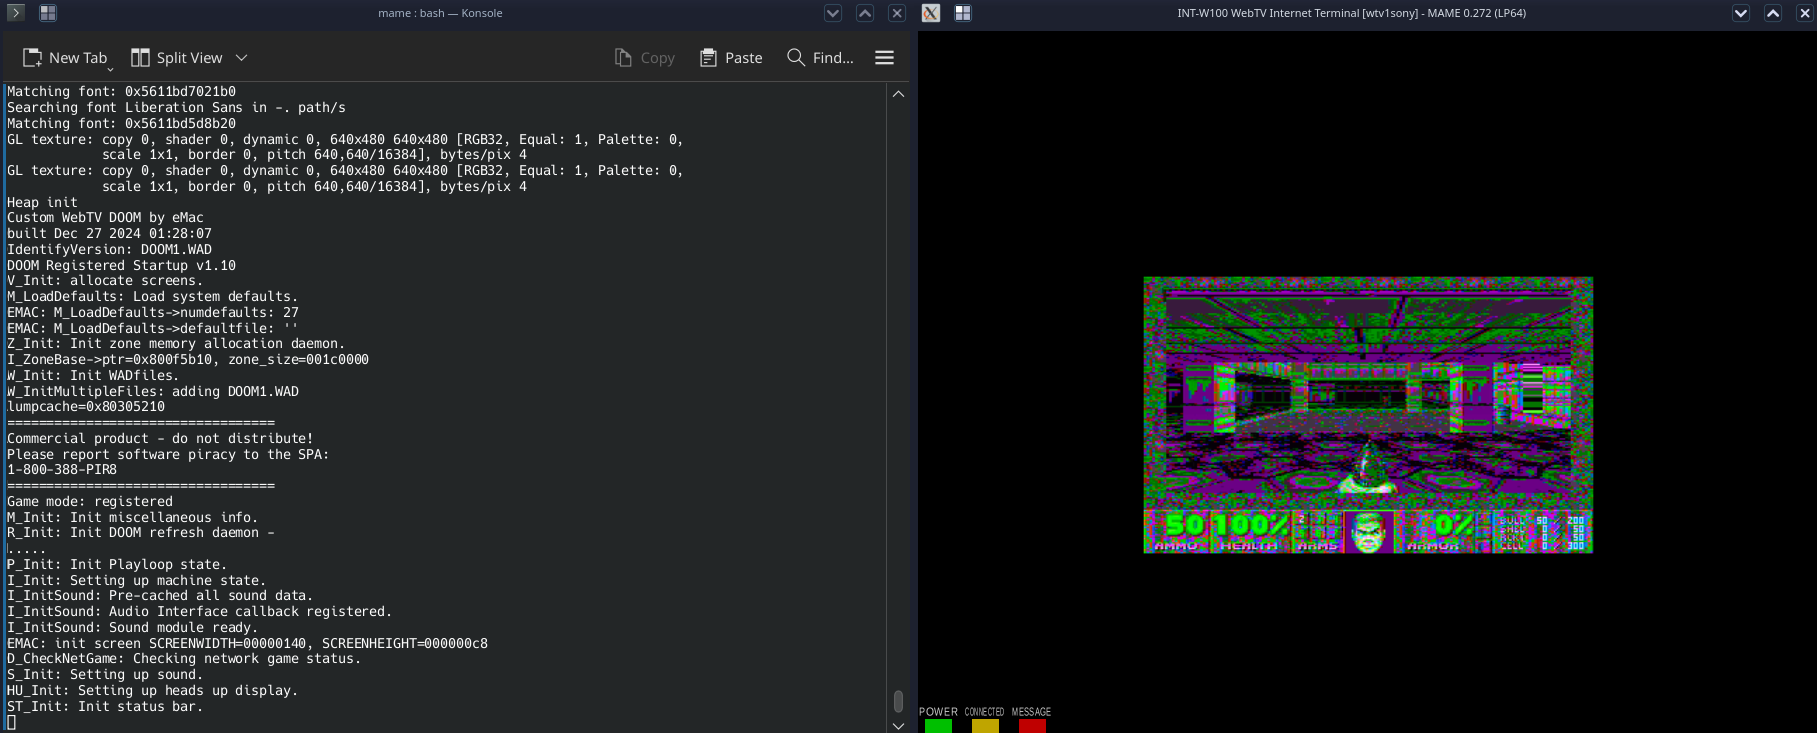 mame : bash — Konsole
New Tab
Split View
Copy
Paste
Find...
Matching font: 0x5611bd7021b0
Searching font Liberation Sans in -. path/s
Matching font: 0x5611bd5d8b20
GL texture: copy 0, shader 0, dynamic 0, 640x480 640x480 [RGB32, Equal: 1, Palette: 0,
            scale 1x1, border 0, pitch 640,640/16384], bytes/pix 4
GL texture: copy 0, shader 0, dynamic 0, 640x480 640x480 [RGB32, Equal: 1, Palette: 0,
            scale 1x1, border 0, pitch 640,640/16384], bytes/pix 4
Heap init
Custom WebTV DOOM by eMac
built Dec 27 2024 01:28:07
IdentifyVersion: DOOM1.WAD
DOOM Registered Startup v1.10
V_Init: allocate screens.
M_LoadDefaults: Load system defaults.
EMAC: M_LoadDefaults->numdefaults: 27
EMAC: M_LoadDefaults->defaultfile: ''
Z_Init: Init zone memory allocation daemon.
I_ZoneBase->ptr=0x800f5b10, zone_size=001c0000
W_Init: Init WADfiles.
W_InitMultipleFiles: adding DOOM1.WAD
lumpcache=0x80305210
==================================
Commercial product - do not distribute!
Please report software piracy to the SPA:
1-800-388-PIR8
==================================
Game mode: registered
M_Init: Init miscellaneous info.
R_Init: Init DOOM refresh daemon -
.....
P_Init: Init Playloop state.
I_Init: Setting up machine state.
I_InitSound: Pre-cached all sound data.
I_InitSound: Audio Interface callback registered.
I_InitSound: Sound module ready.
EMAC: init screen SCREENWIDTH=00000140, SCREENHEIGHT=000000c8
D_CheckNetGame: Checking network game status.
S_Init: Setting up sound.
HU_Init: Setting up heads up display.
ST_Init: Init status bar.
INT-W100 WebTV Internet Terminal [wtv1sony] - MAME 0.272 (LP64)
50 100% 2 0%
AMMO HEALTH ARMS ARMOR
BULL 50 / 200
SHEL 0 / 50
RCKT 0 / 50
CELL 0 / 300
POWER CONNECTED MESSAGE